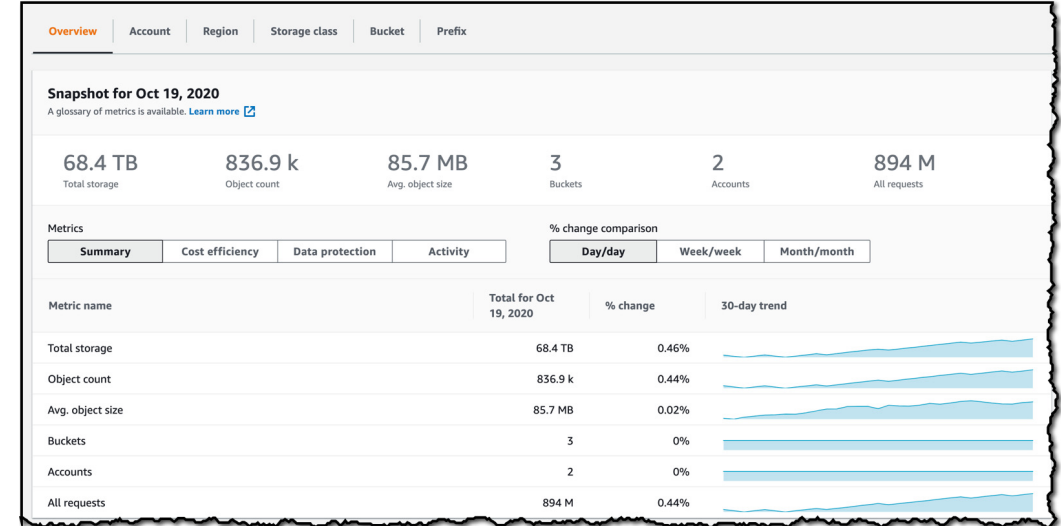 Overview Account Region Storage class Bucket Prefix
Snapshot for Oct 19, 2020
A glossary of metrics is available. Learn more
68.4 TB 836.9 k 85.7 MB 3 2 894 M
Total storage Object count Avg. object size Buckets Accounts All requests
Metrics % change comparison
Summary Cost efficiency Data protection Activity Day/day Week/week Month/month
Metric name Total for Oct 19, 2020 % change 30-day trend
Total storage 68.4 TB 0.46%
Object count 836.9 k 0.44%
Avg. object size 85.7 MB 0.02%
Buckets 3 0%
Accounts 2 0%
All requests 894 M 0.44%